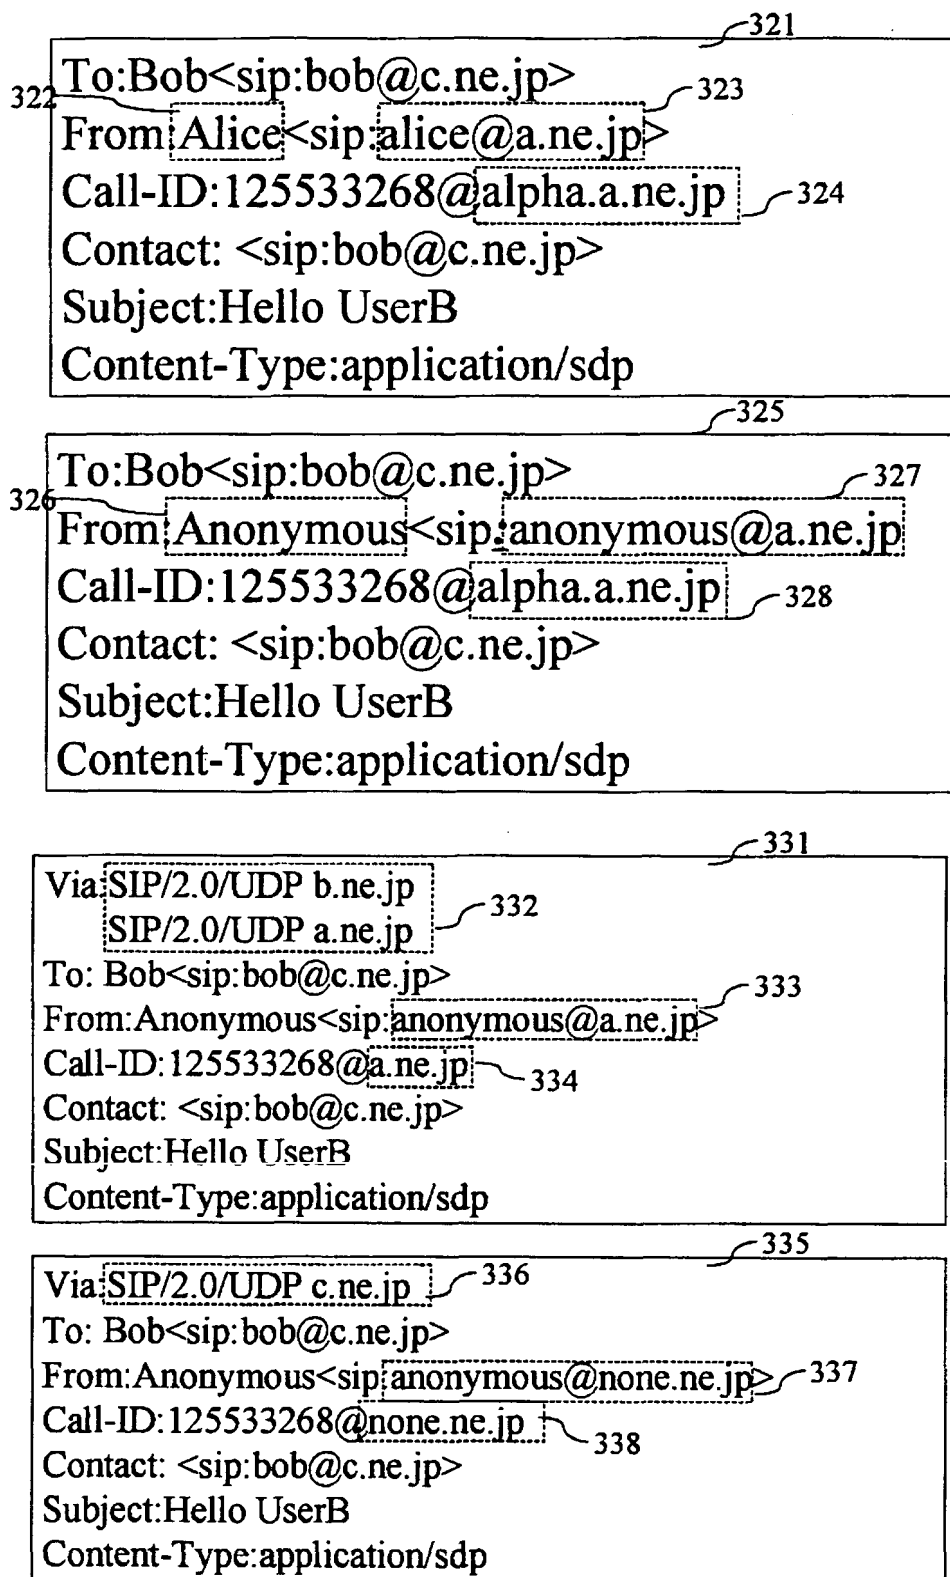 321
To:Bob<sip:bob@c.ne.jp>
322
323
From:Alice<sip:alice@a.ne.jp>
Call-ID:125533268@alpha.a.ne.jp
324
Contact: <sip:bob@c.ne.jp>
Subject:Hello UserB
Content-Type:application/sdp
325
To:Bob<sip:bob@c.ne.jp>
327
326
From:Anonymous<sip:anonymous@a.ne.jp
Call-ID:125533268@alpha.a.ne.jp
328
Contact: <sip:bob@c.ne.jp>
Subject:Hello UserB
Content-Type:application/sdp
331
Via:SIP/2.0/UDP b.ne.jp
332
SIP/2.0/UDP a.ne.jp
To: Bob<sip:bob@c.ne.jp>
333
From:Anonymous<sip:anonymous@a.ne.jp>
Call-ID:125533268@a.ne.jp
334
Contact: <sip:bob@c.ne.jp>
Subject:Hello UserB
Content-Type:application/sdp
335
Via:SIP/2.0/UDP c.ne.jp
336
To: Bob<sip:bob@c.ne.jp>
From:Anonymous<sip:anonymous@none.ne.jp>
337
Call-ID:125533268@none.ne.jp
338
Contact: <sip:bob@c.ne.jp>
Subject:Hello UserB
Content-Type:application/sdp